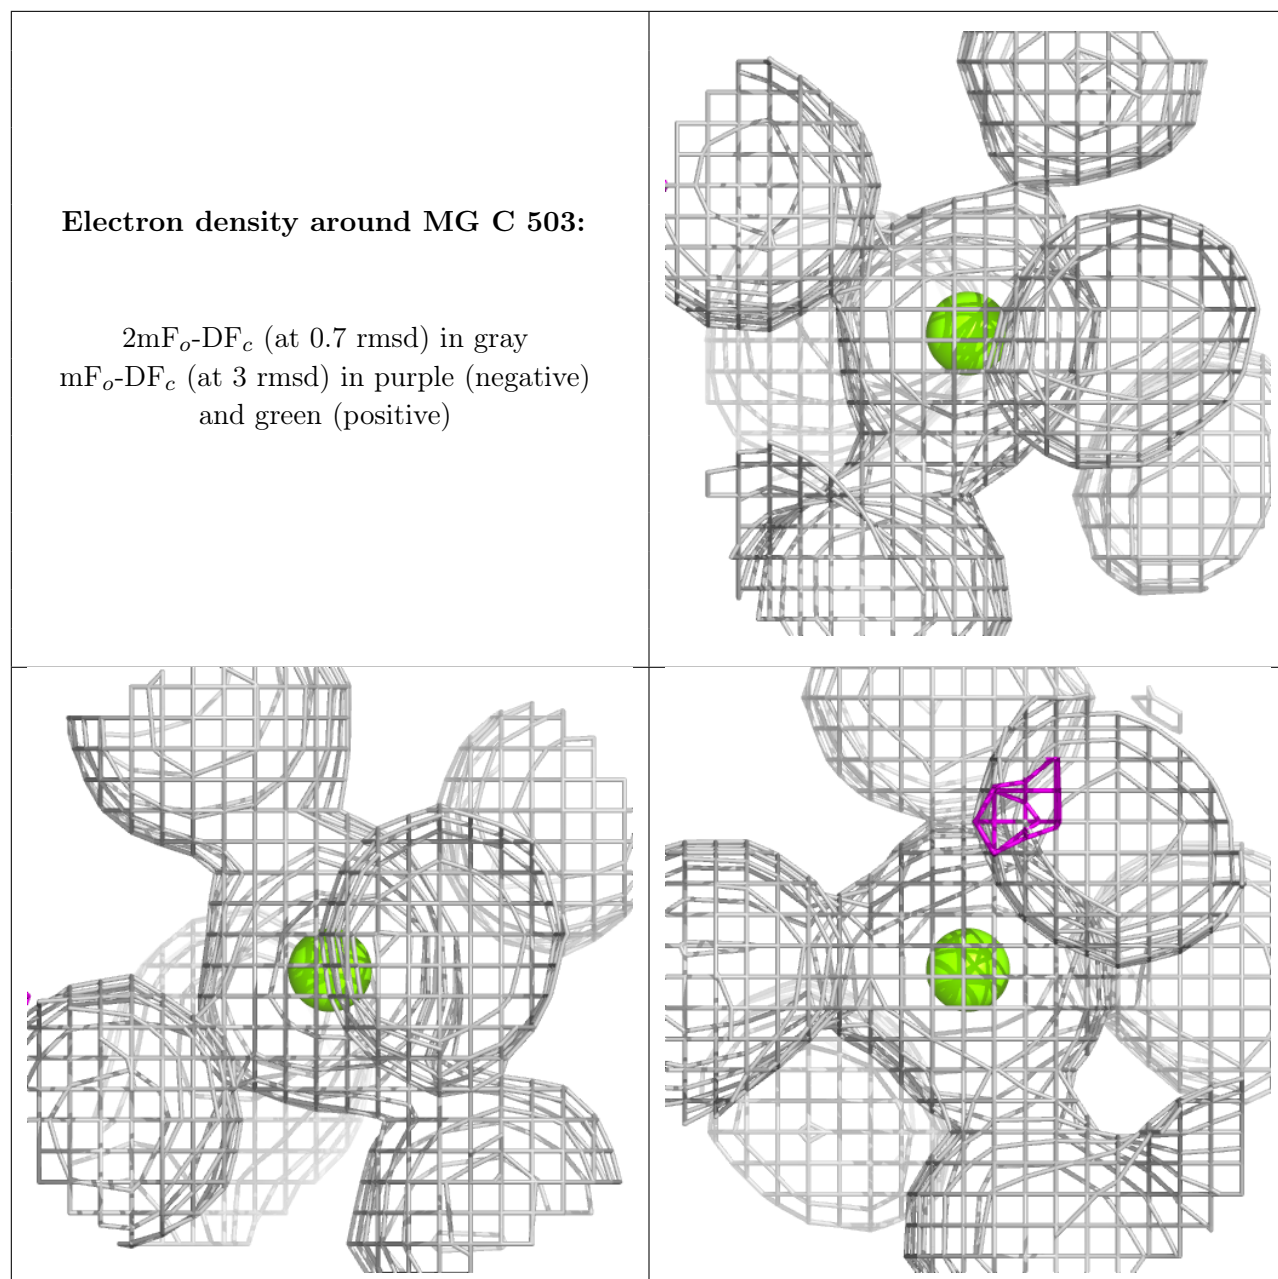 Electron density around MG C 503:
2mFo-DFc (at 0.7 rmsd) in gray
mFo-DFc (at 3 rmsd) in purple (negative)
and green (positive)